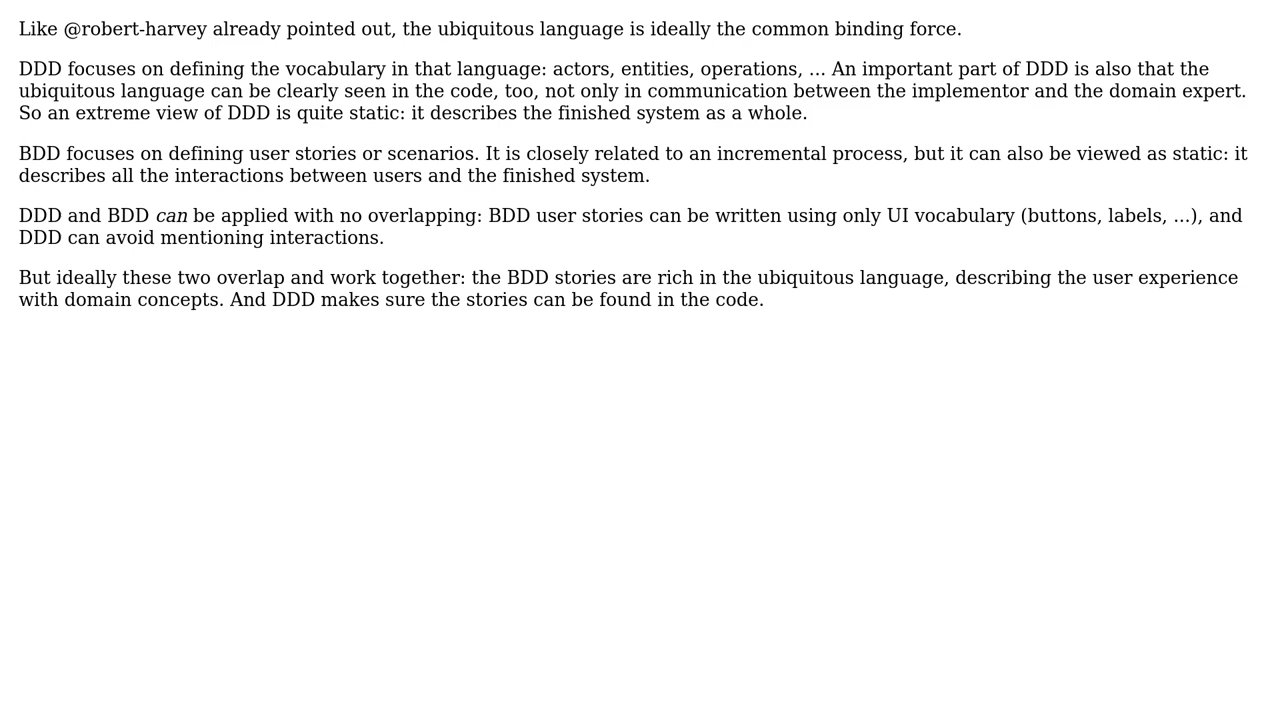 Like @robert-harvey already pointed out, the ubiquitous language is ideally the common binding force.
DDD focuses on defining the vocabulary in that language: actors, entities, operations, ... An important part of DDD is also that the
ubiquitous language can be clearly seen in the code, too, not only in communication between the implementor and the domain expert.
So an extreme view of DDD is quite static: it describes the finished system as a whole.
BDD focuses on defining user stories or scenarios. It is closely related to an incremental process, but it can also be viewed as static: it
describes all the interactions between users and the finished system.
DDD and BDD can be applied with no overlapping: BDD user stories can be written using only UI vocabulary (buttons, labels, ...), and
DDD can avoid mentioning interactions.
But ideally these two overlap and work together: the BDD stories are rich in the ubiquitous language, describing the user experience
with domain concepts. And DDD makes sure the stories can be found in the code.